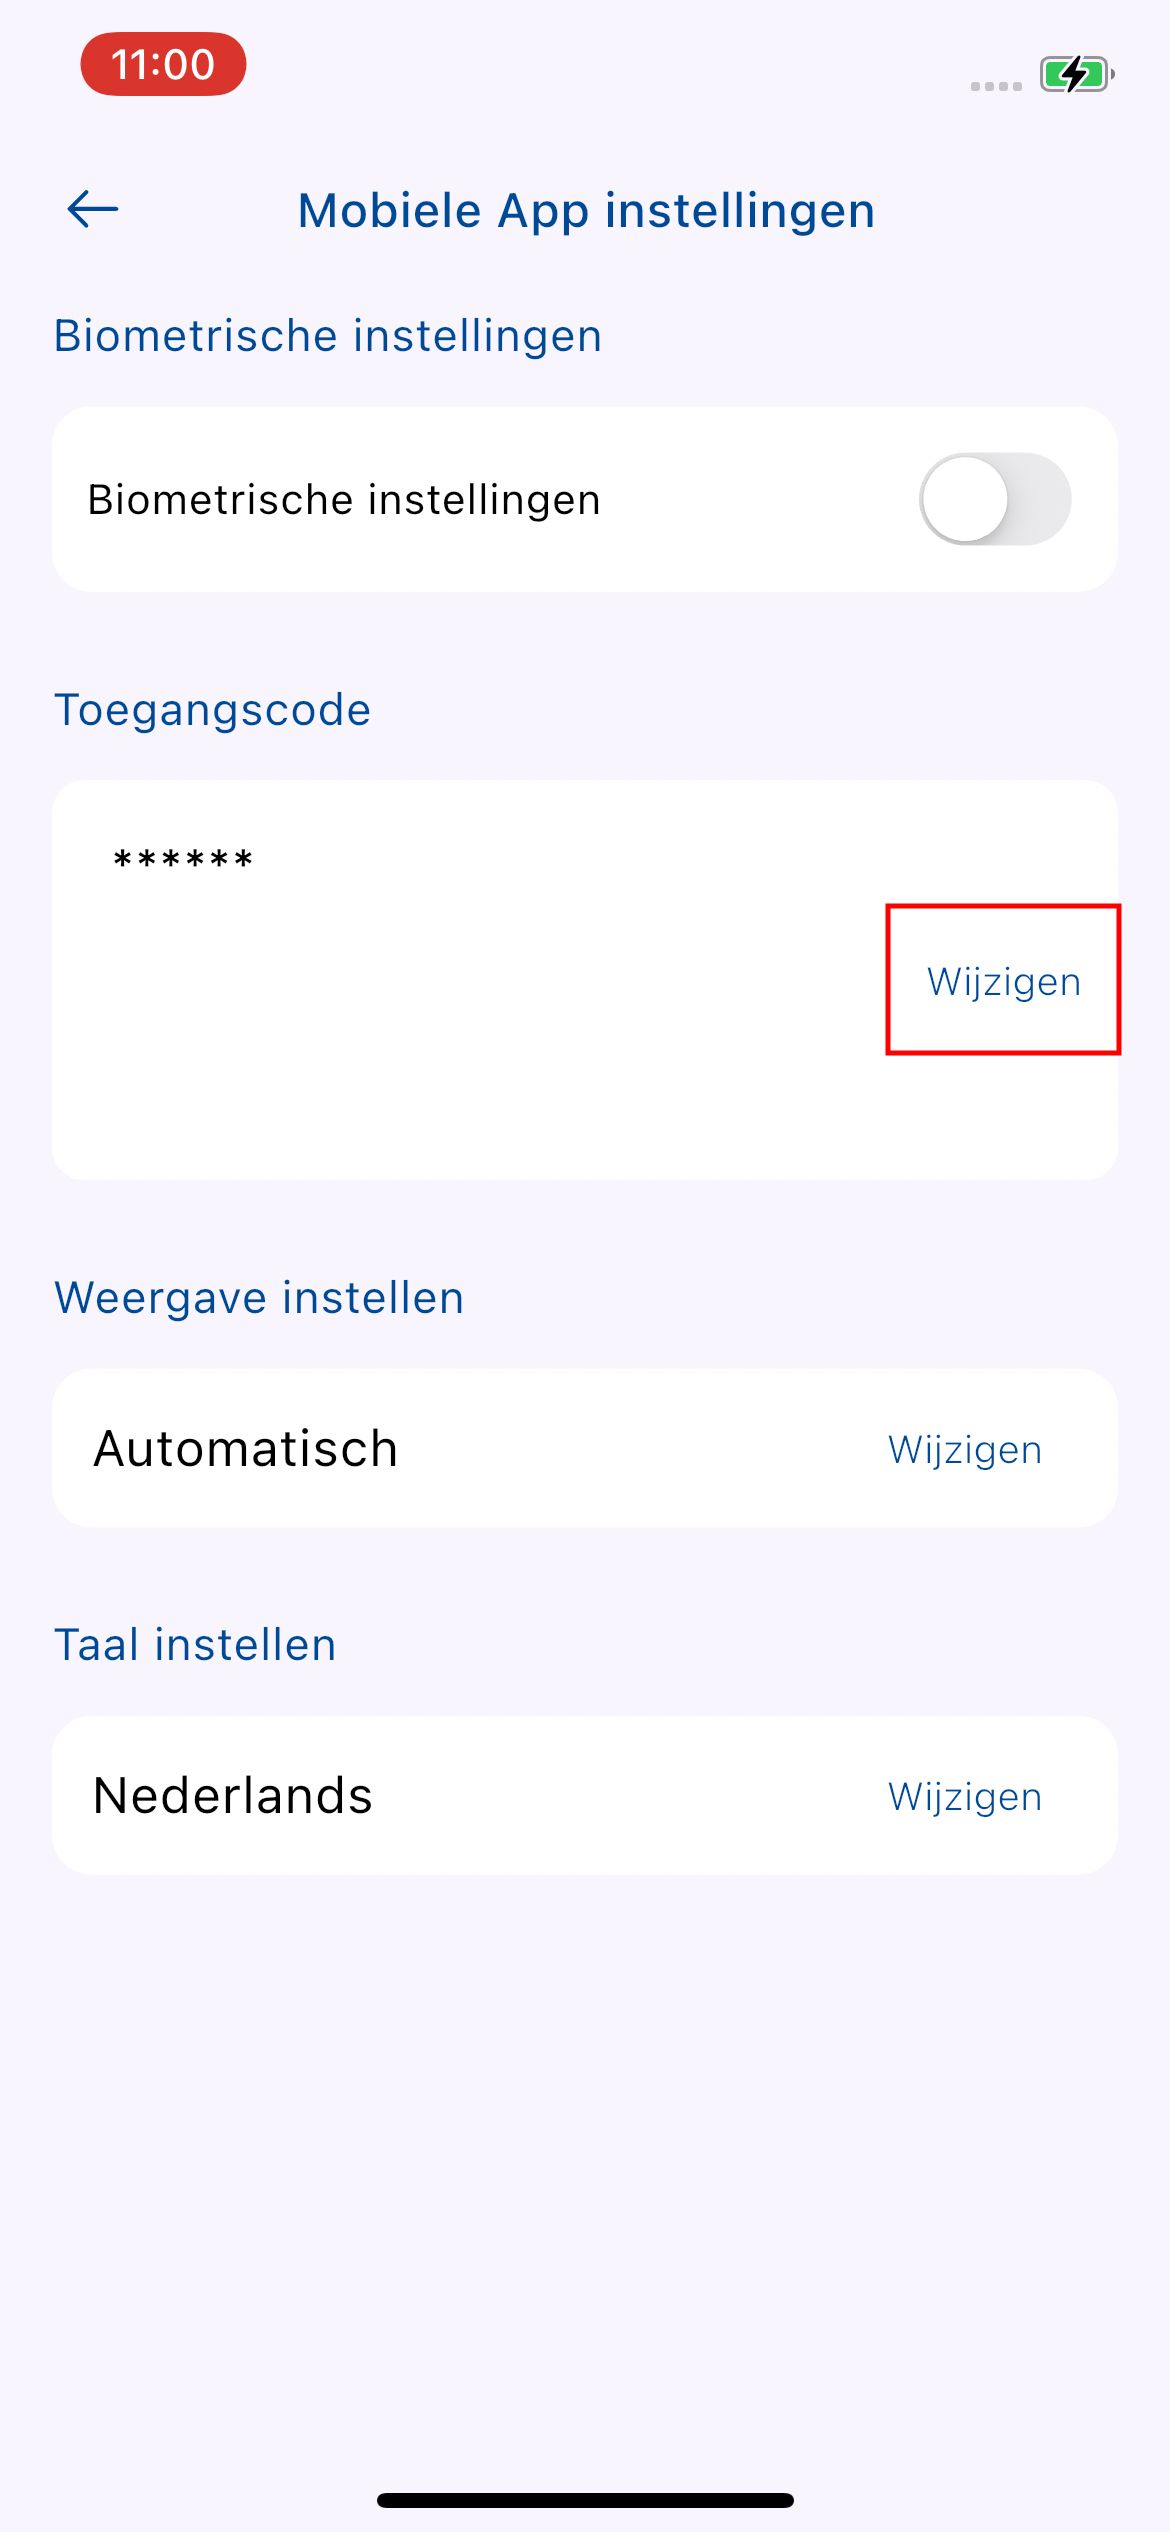 11:00
Mobiele App instellingen
Biometrische instellingen
Biometrische instellingen
Toegangscode
******
Wijzigen
Weergave instellen
Automatisch
Wijzigen
Taal instellen
Nederlands
Wijzigen